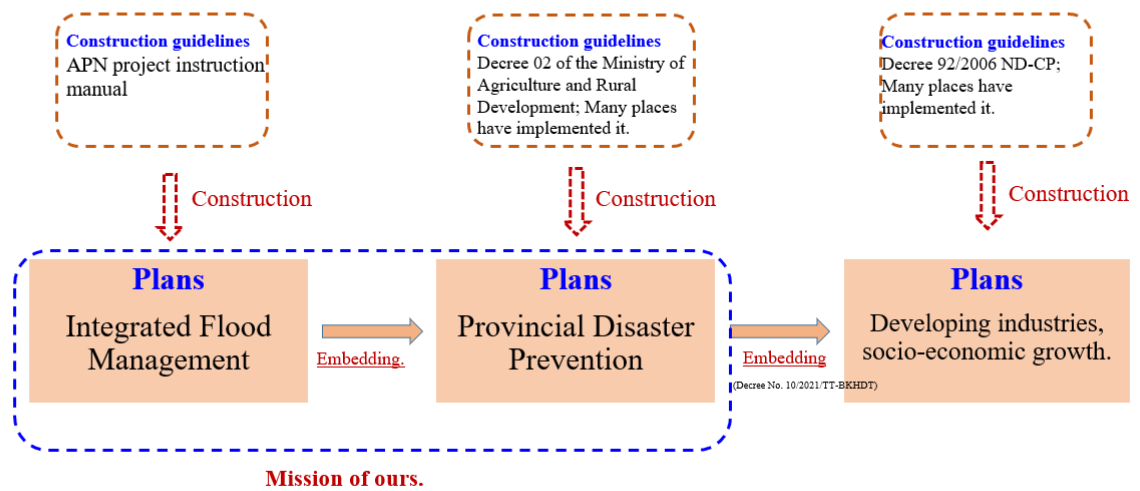 Construction guidelines
APN project instruction
manual
Construction guidelines
Decree 02 of the Ministry of
Agriculture and Rural
Development; Many places
have implemented it.
Construction guidelines
Decree 92/2006 ND-CP;
Many places have
implemented it.
Construction
Construction
Construction
Plans
Integrated Flood
Management
Embedding.
Plans
Provincial Disaster
Prevention
Embedding
(Decree No. 10/2021/TT-BKHDT)
Plans
Developing industries,
socio-economic growth.
Mission of ours.